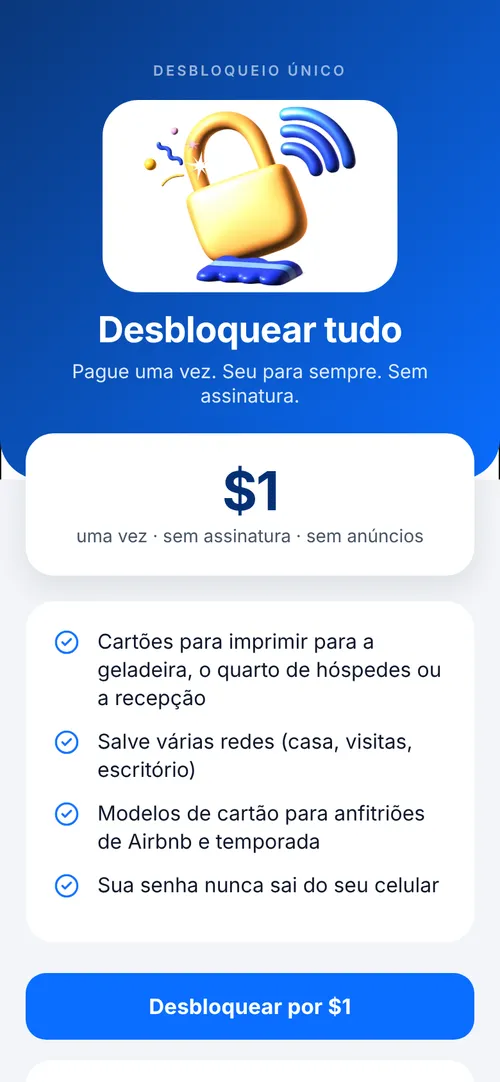 DESBLOQUEIO ÚNICO
Desbloquear tudo
Pague uma vez. Seu para sempre. Sem
assinatura.
$1
uma vez · sem assinatura · sem anúncios
Cartões para imprimir para a
geladeira, o quarto de hóspedes ou
a recepção
Salve várias redes (casa, visitas,
escritório)
Modelos de cartão para anfitriões
de Airbnb e temporada
Sua senha nunca sai do seu celular
Desbloquear por $1